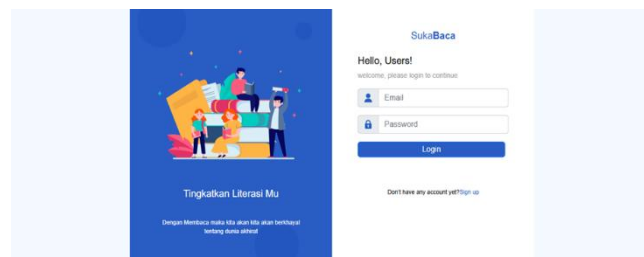 Tingkatkan Literasi Mu
Dengan Membaca maka kita akan kita akan berkhayal
tentang dunia akhirat
SukaBaca
Hello, Users!
welcome, please login to continue
Email
Password
Login
Don't have any account yet?Sign up